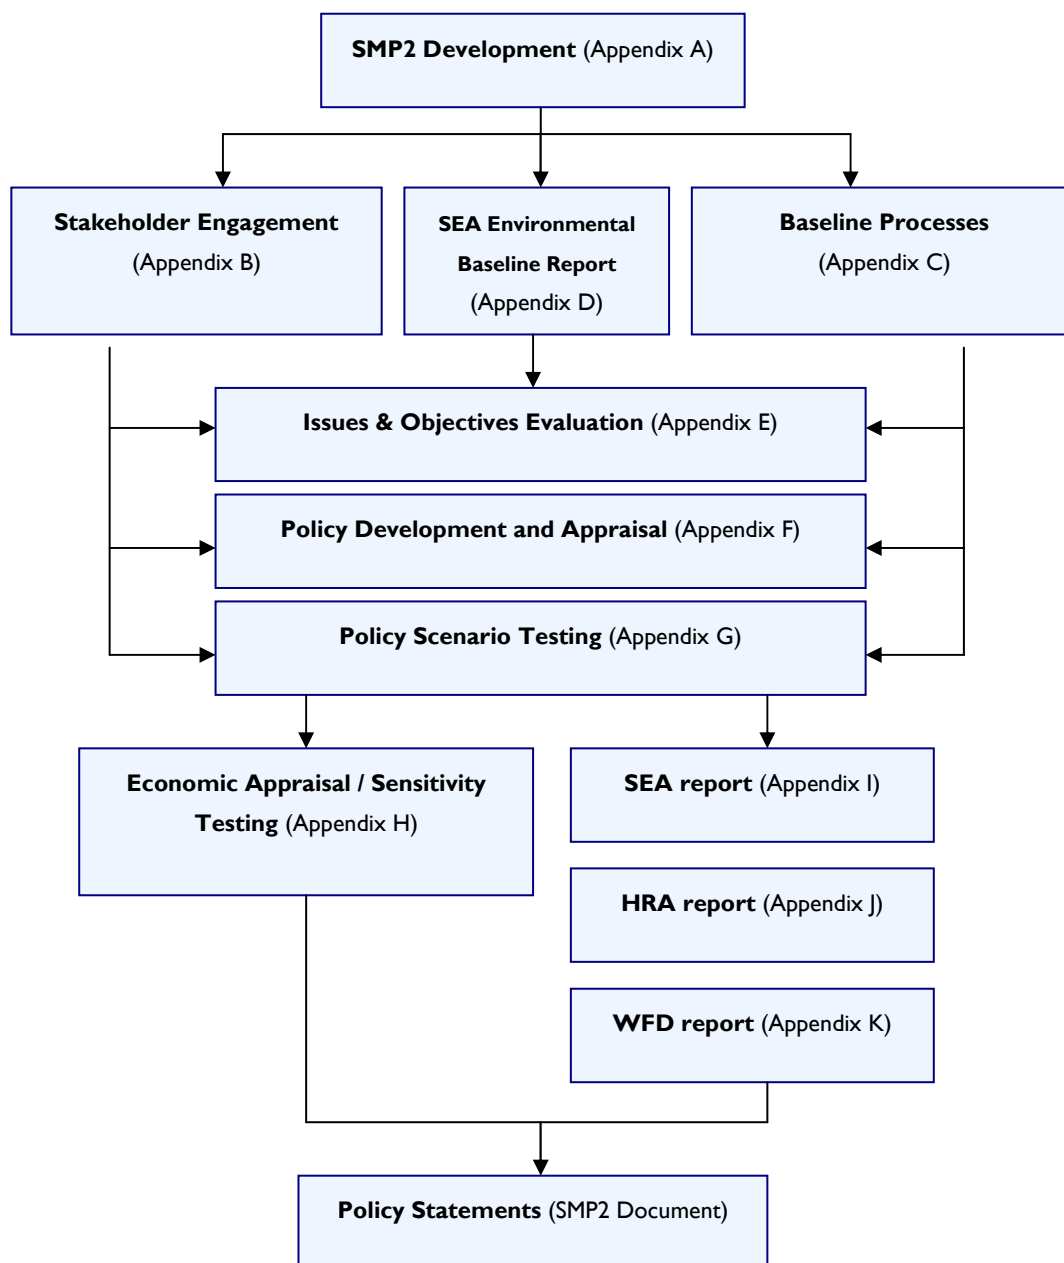 SMP2 Development (Appendix A)
Stakeholder Engagement
(Appendix B)
SEA Environmental
Baseline Report
(Appendix D)
Baseline Processes
(Appendix C)
Issues & Objectives Evaluation (Appendix E)
Policy Development and Appraisal (Appendix F)
Policy Scenario Testing (Appendix G)
Economic Appraisal / Sensitivity
Testing (Appendix H)
SEA report (Appendix I)
HRA report (Appendix J)
WFD report (Appendix K)
Policy Statements (SMP2 Document)